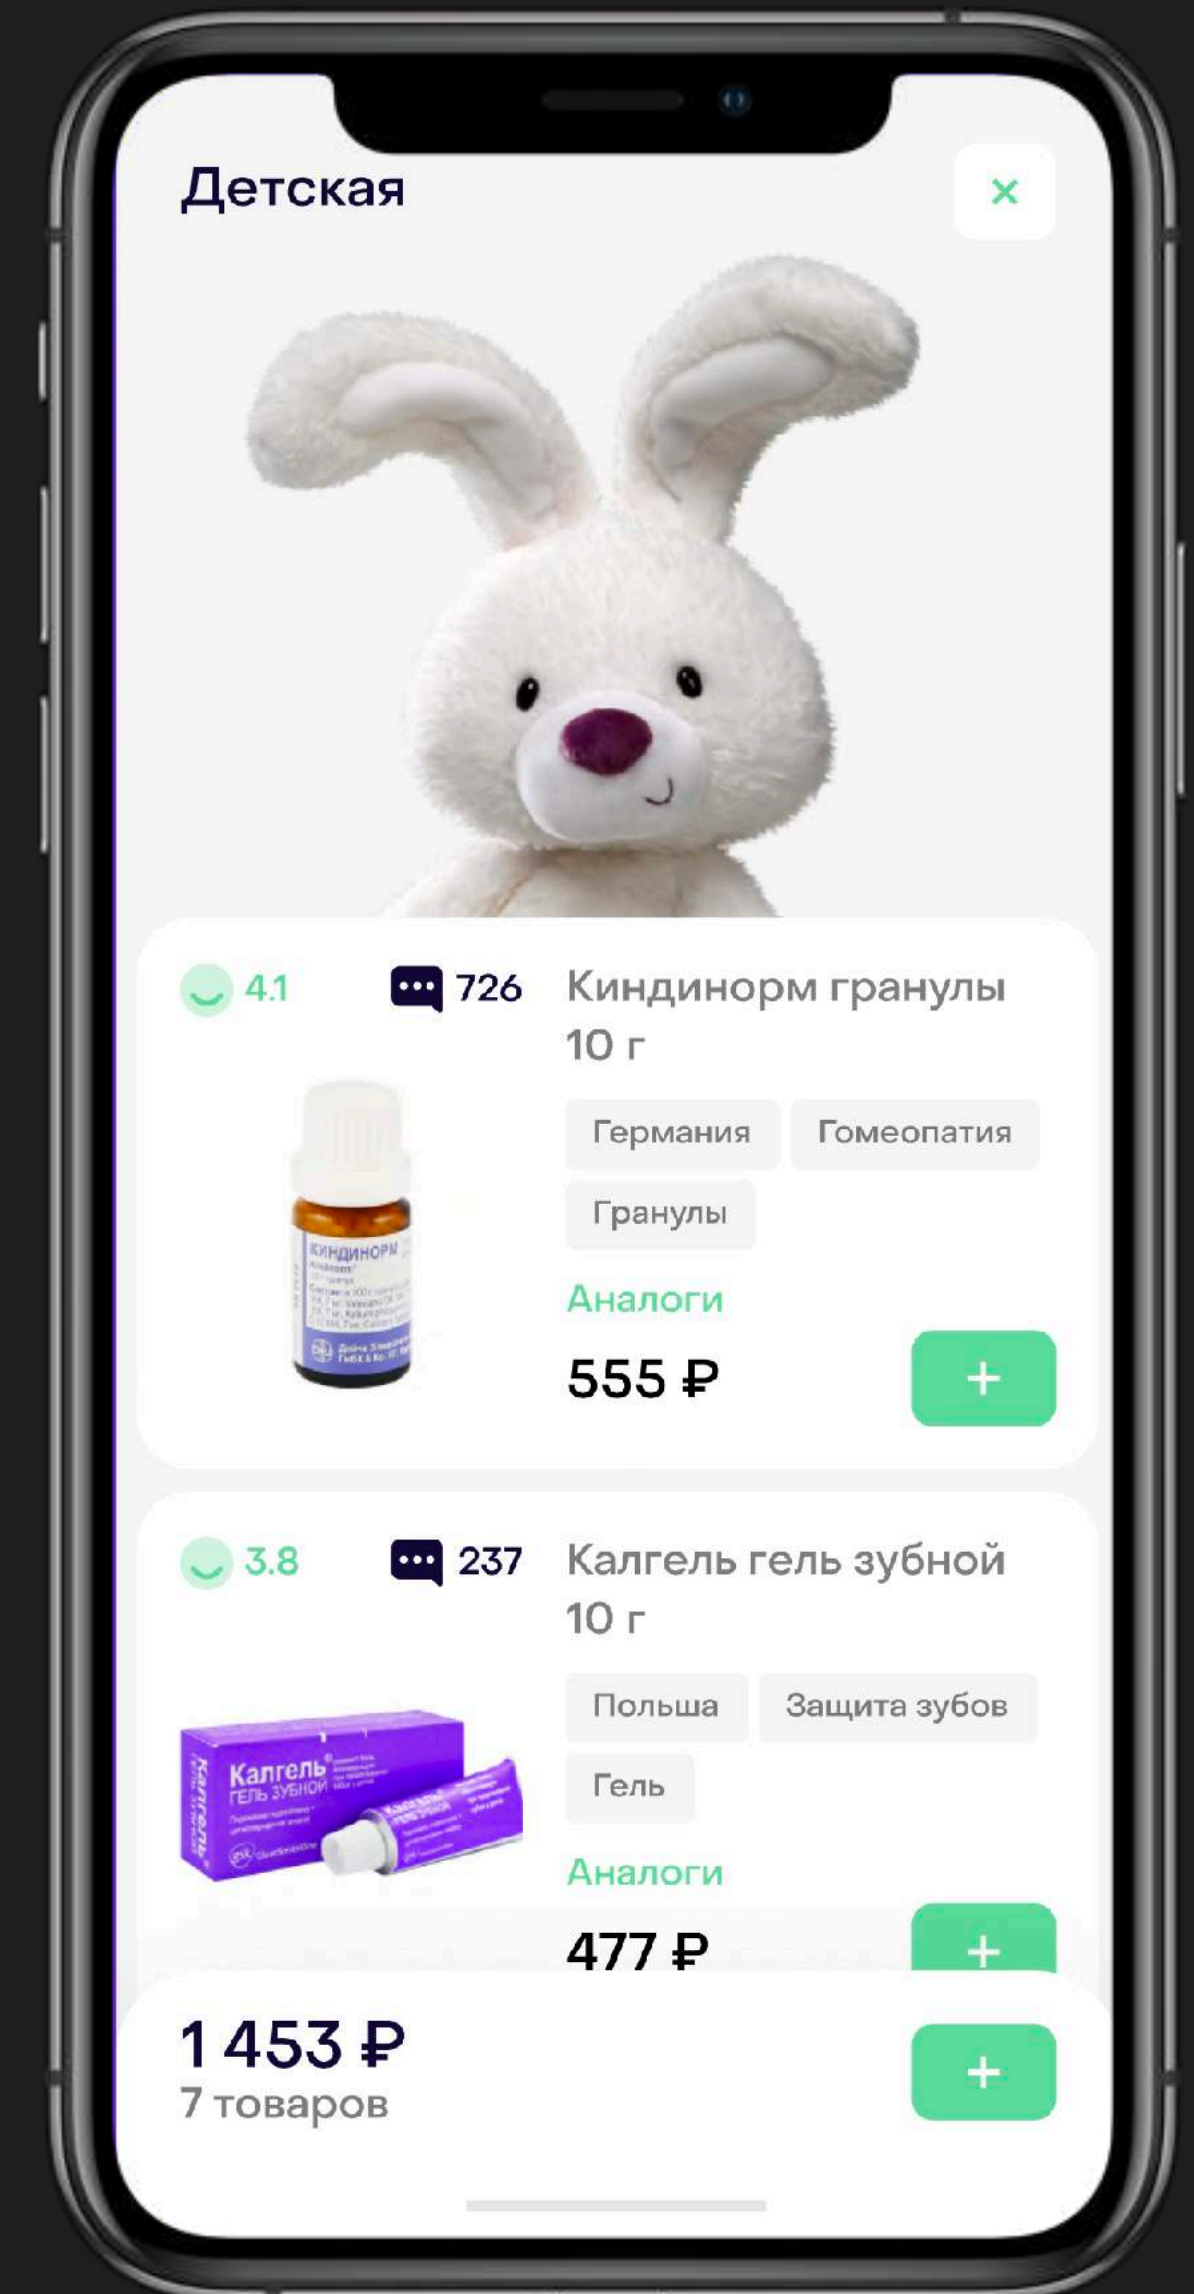 Детская
4.1
726
Киндинорм гранулы
10 г
Германия
Гомеопатия
Гранулы
КИНДИНОРМ
Аналоги
555 ₽
+
3.8
237
Калгель гель зубной
10 г
Польша
Защита зубов
Гель
Калгель
ГЕЛЬ ЗУБНОЙ
Калгель
Аналоги
477 ₽
+
1 453 ₽
7 товаров
+